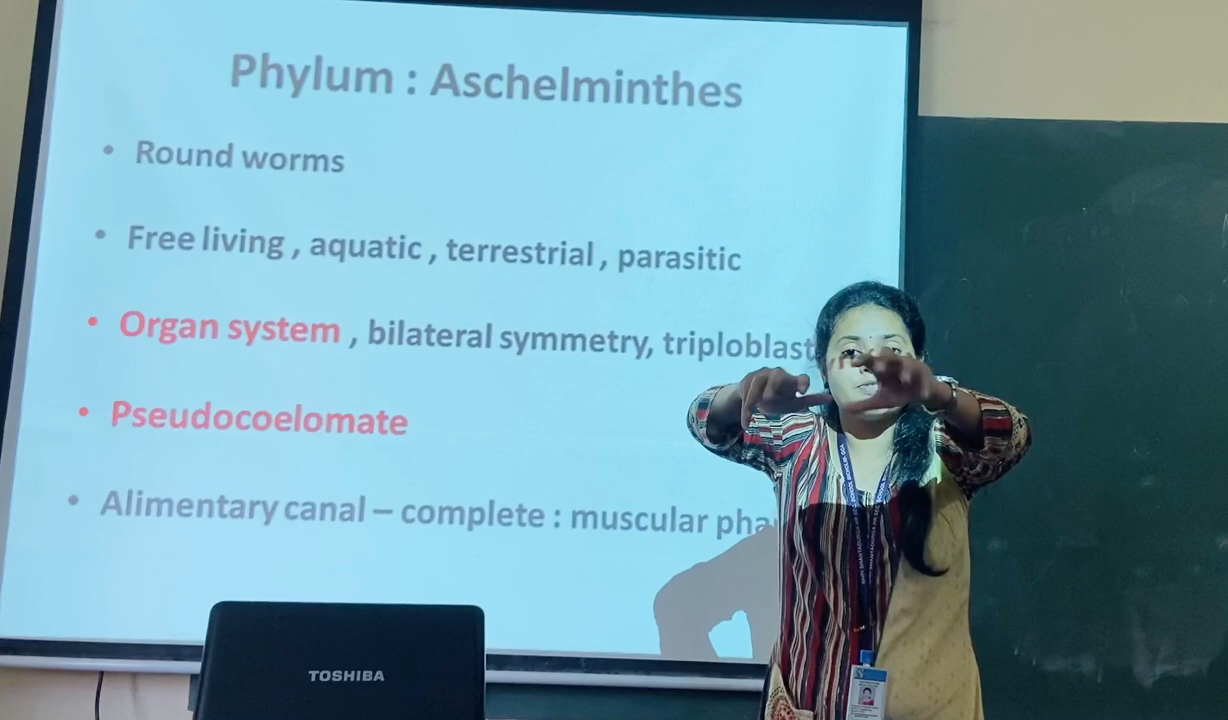 Phylum : Aschelminthes
• Round worms
• Free living , aquatic , terrestrial , parasitic
• Organ system , bilateral symmetry, triploblast
• Pseudocoelomate
• Alimentary canal – complete : muscular pha
TOSHIBA